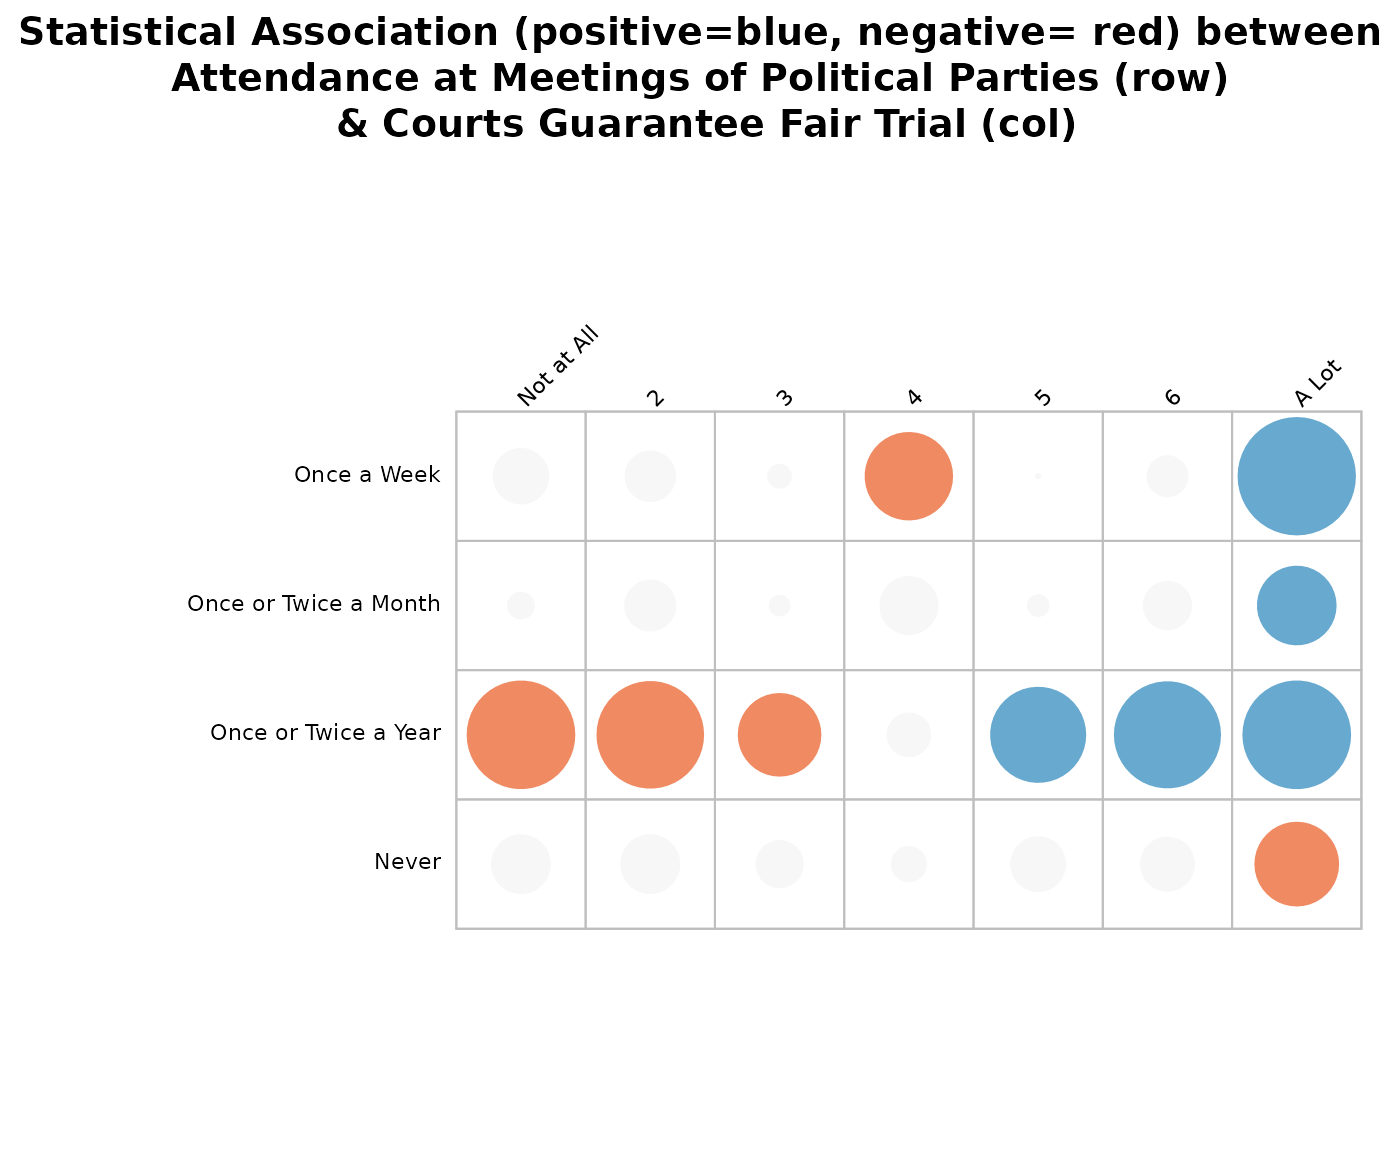 Statistical Association (positive=blue, negative= red) between
Attendance at Meetings of Political Parties (row)
& Courts Guarantee Fair Trial (col)
Not at All
2
3
4
5
6
A Lot
Once a Week
Once or Twice a Month
Once or Twice a Year
Never